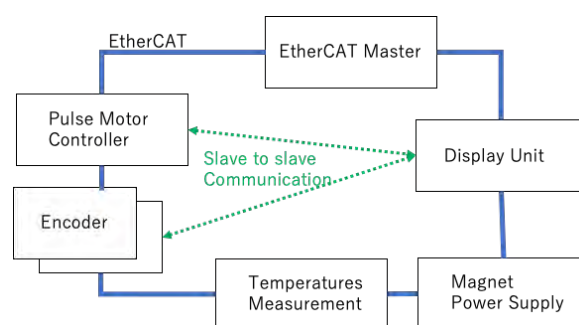 EtherCAT
EtherCAT Master
Pulse Motor
Controller
Slave to slave
Communication
Display Unit
Encoder
Temperatures
Measurement
Magnet
Power Supply